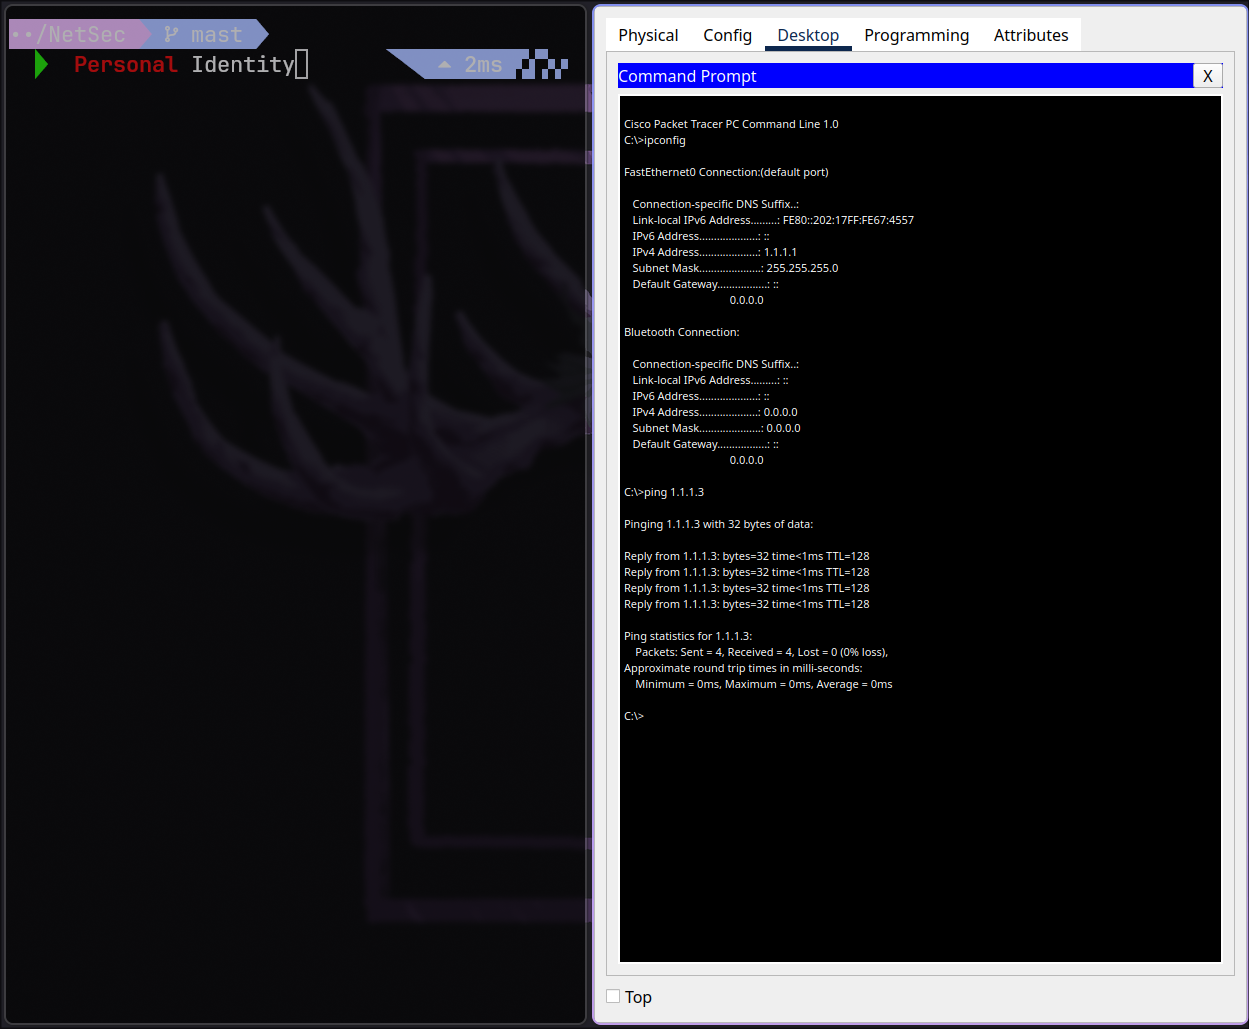 ··/NetSec mast
Personal Identity
2ms
Physical Config Desktop Programming Attributes
Command Prompt X
Cisco Packet Tracer PC Command Line 1.0
C:\>ipconfig
FastEthernet0 Connection:(default port)
Connection-specific DNS Suffix..:
Link-local IPv6 Address.........: FE80::202:17FF:FE67:4557
IPv6 Address....................: ::
IPv4 Address....................: 1.1.1.1
Subnet Mask.....................: 255.255.255.0
Default Gateway.................: ::
0.0.0.0
Bluetooth Connection:
Connection-specific DNS Suffix..:
Link-local IPv6 Address.........: ::
IPv6 Address....................: ::
IPv4 Address....................: 0.0.0.0
Subnet Mask.....................: 0.0.0.0
Default Gateway.................: ::
0.0.0.0
C:\>ping 1.1.1.3
Pinging 1.1.1.3 with 32 bytes of data:
Reply from 1.1.1.3: bytes=32 time<1ms TTL=128
Reply from 1.1.1.3: bytes=32 time<1ms TTL=128
Reply from 1.1.1.3: bytes=32 time<1ms TTL=128
Reply from 1.1.1.3: bytes=32 time<1ms TTL=128
Ping statistics for 1.1.1.3:
Packets: Sent = 4, Received = 4, Lost = 0 (0% loss),
Approximate round trip times in milli-seconds:
Minimum = 0ms, Maximum = 0ms, Average = 0ms
C:\>
Top